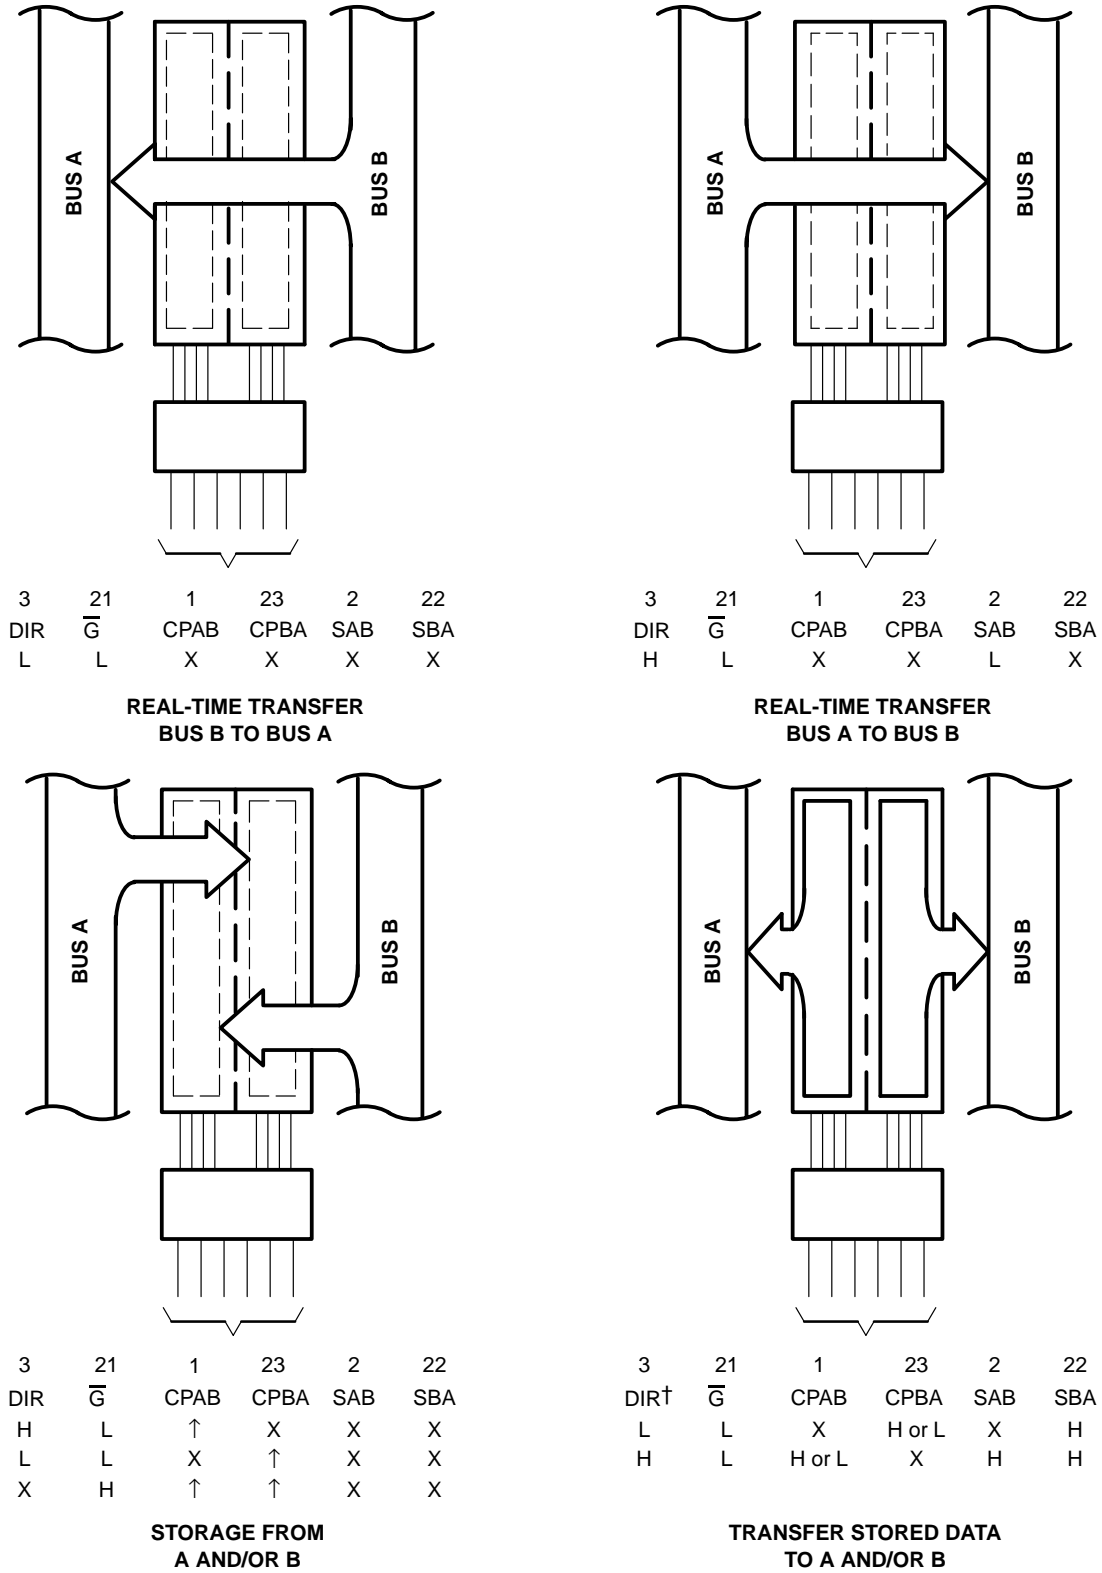 BUS A
BUS B
3 21 1 23 2 22
DIR G̅ CPAB CPBA SAB SBA
L L X X X X
REAL-TIME TRANSFER
BUS B TO BUS A
BUS A
BUS B
3 21 1 23 2 22
DIR G̅ CPAB CPBA SAB SBA
H L X X L X
REAL-TIME TRANSFER
BUS A TO BUS B
BUS A
BUS B
3 21 1 23 2 22
DIR G̅ CPAB CPBA SAB SBA
H L ↑ X X X
L L X ↑ X X
X H ↑ ↑ X X
STORAGE FROM
A AND/OR B
BUS A
BUS B
3 21 1 23 2 22
DIR† G̅ CPAB CPBA SAB SBA
L L X H or L X H
H L H or L X H H
TRANSFER STORED DATA
TO A AND/OR B